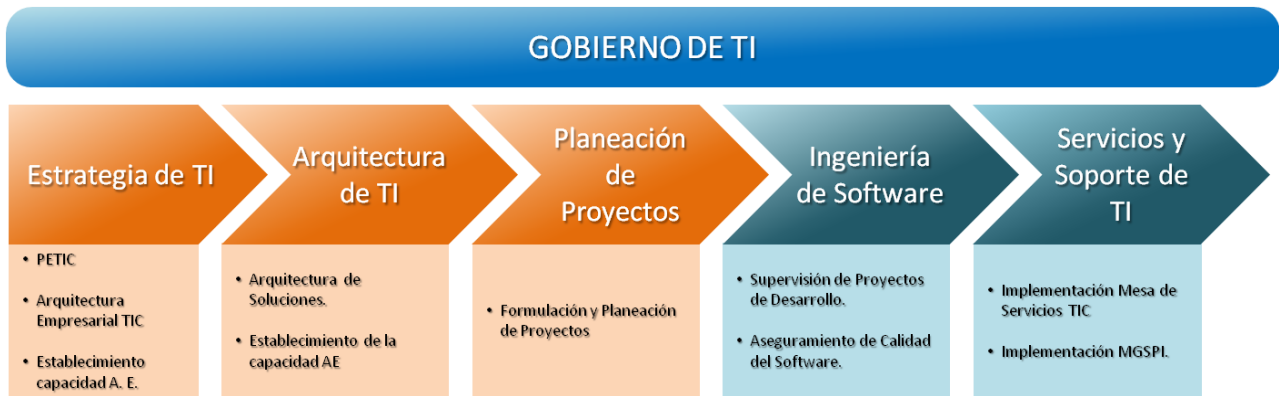 GOBIERNO DE TI
Estrategia de TI
Arquitectura
de TI
Planeación
de
Proyectos
Ingeniería
de Software
Servicios y
Soporte de
TI
• PETIC
• Arquitectura
Empresarial TIC
• Establecimiento
capacidad A. E.
• Arquitectura de
Soluciones.
• Establecimiento de la
capacidad AE
• Formulación y Planeación
de Proyectos
• Supervisión de Proyectos
de Desarrollo.
• Aseguramiento de Calidad
del Software.
• Implementación Mesa de
Servicios TIC
• Implementación MGSPI.